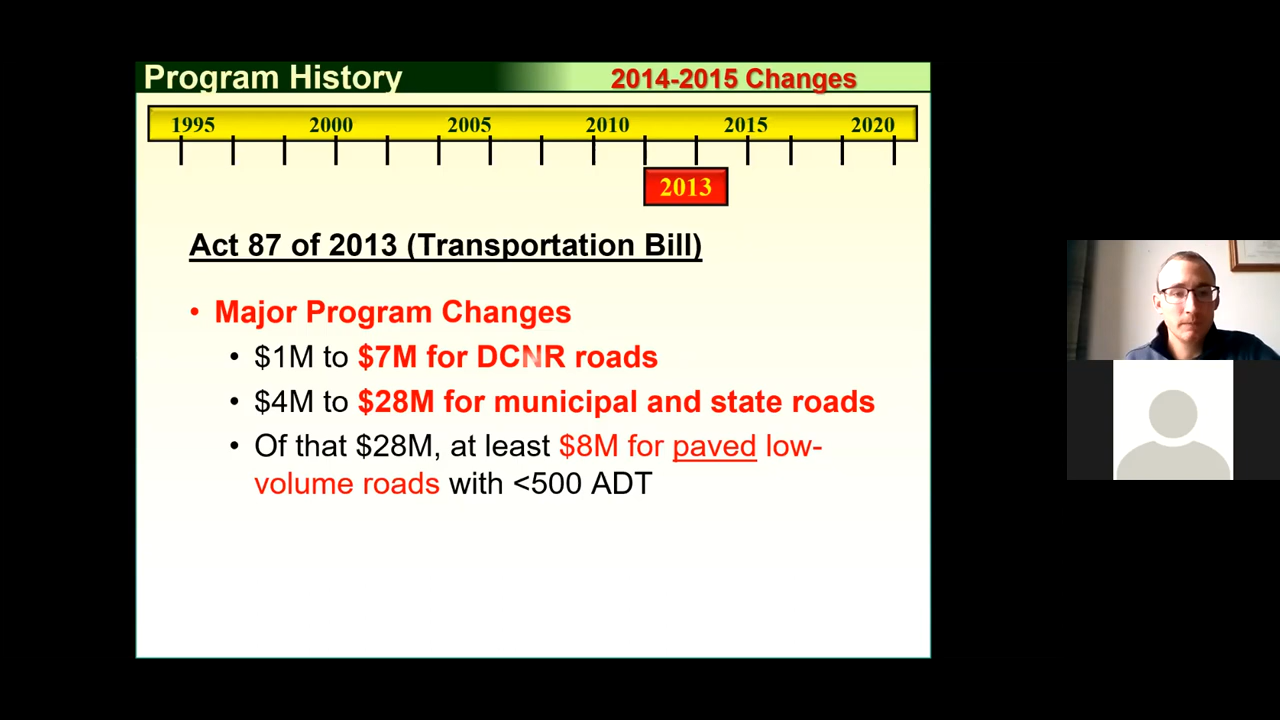 Program History 2014-2015 Changes
1995 2000 2005 2010 2015 2020
2013
Act 87 of 2013 (Transportation Bill)
• Major Program Changes
• $1M to $7M for DCNR roads
• $4M to $28M for municipal and state roads
• Of that $28M, at least $8M for paved low-
volume roads with <500 ADT